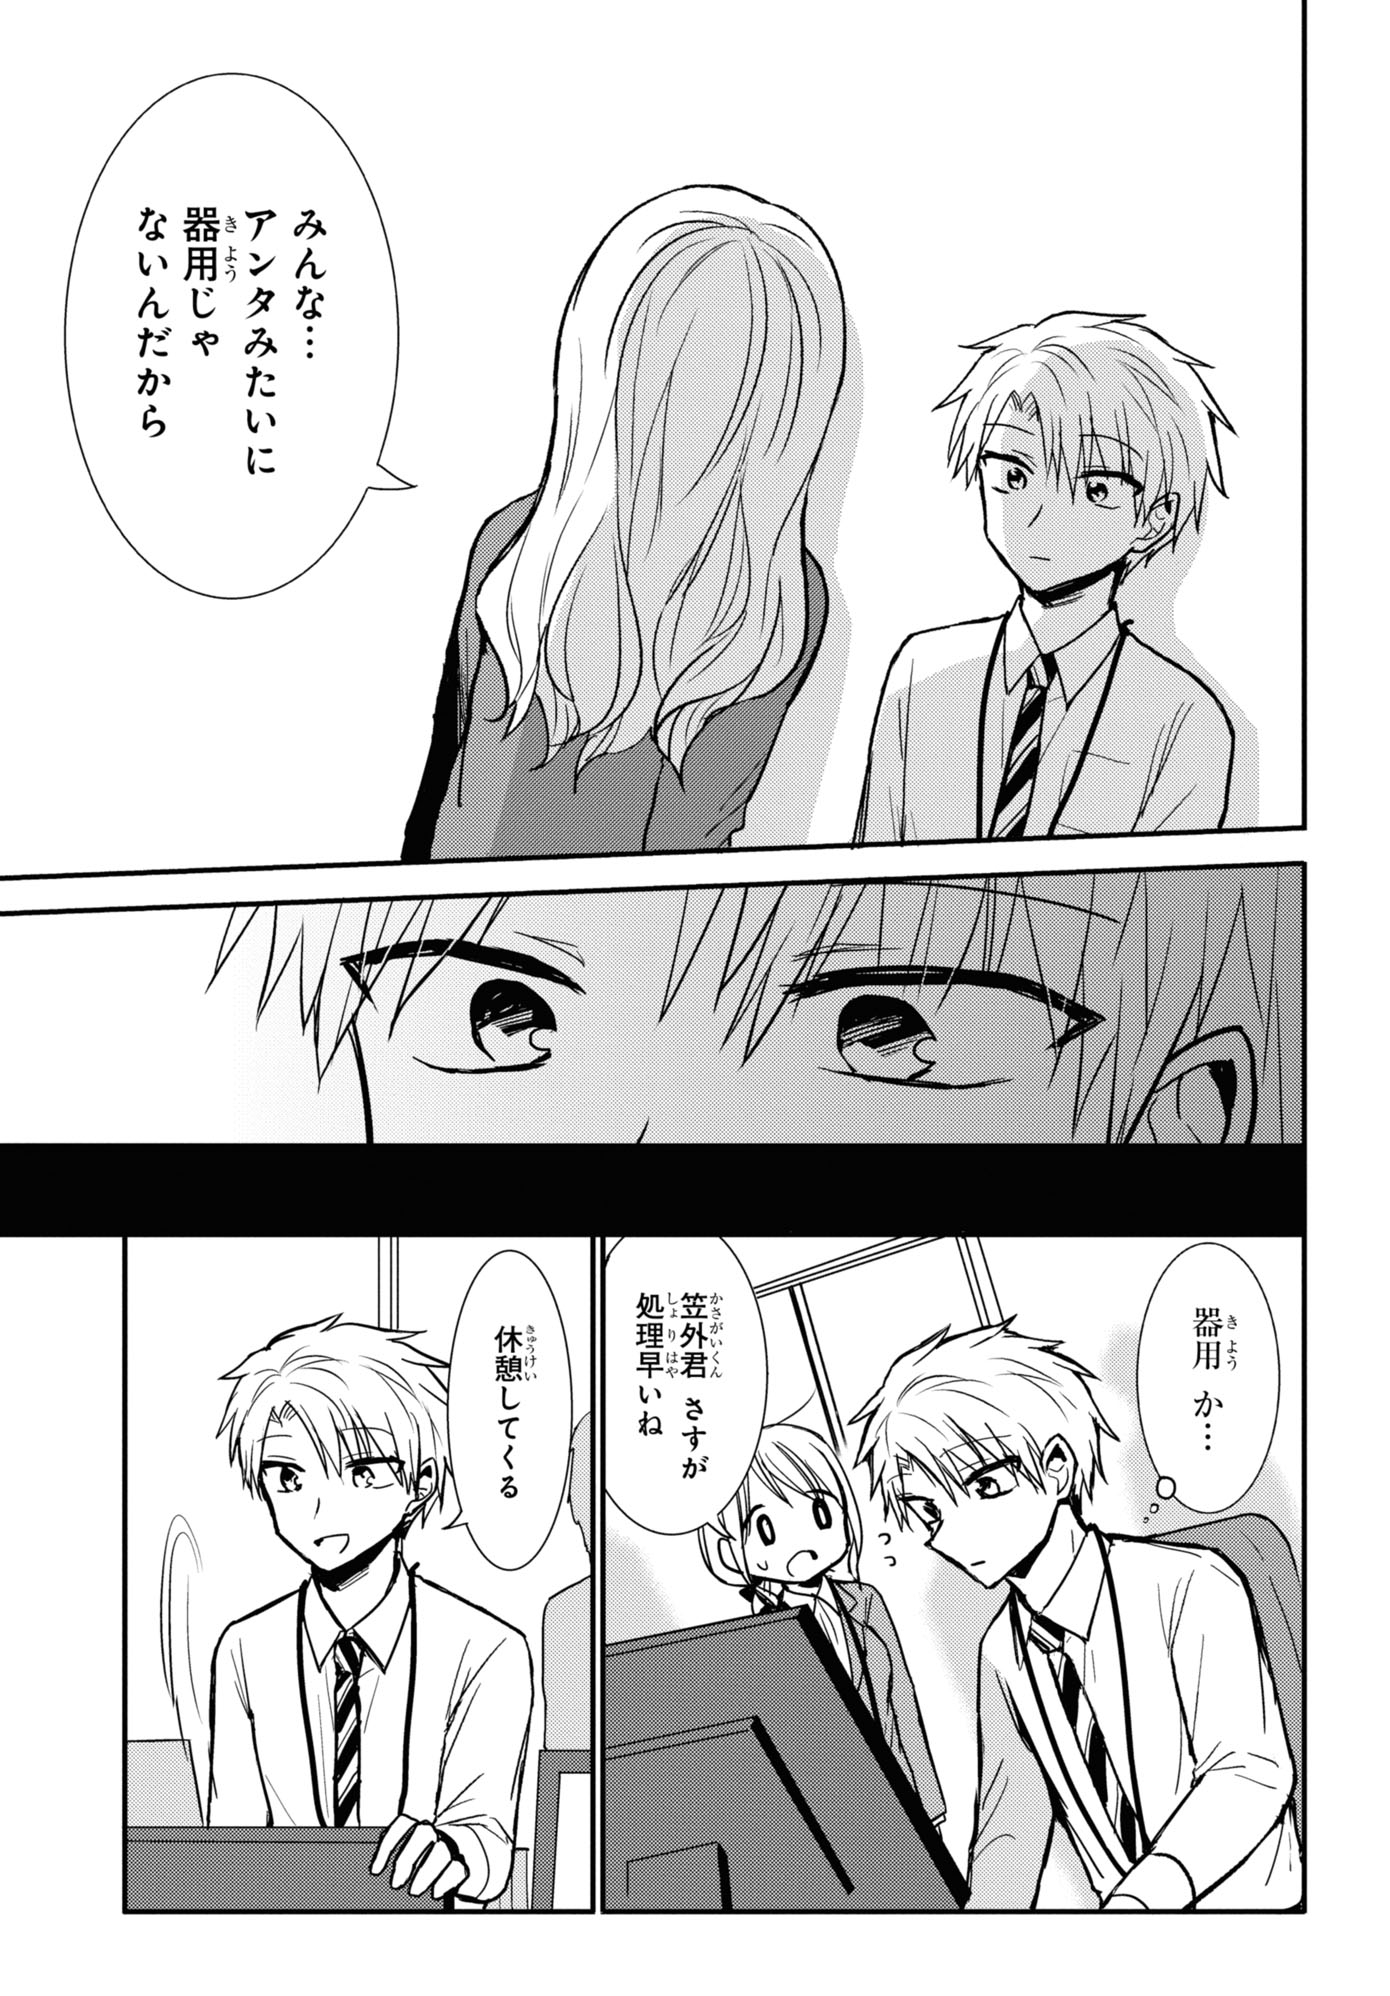 みんな…
アンタみたいに
器用じゃ
ないんだから
器用
か…
笠外君
さすが
処理早いね
っっ
休憩してくる